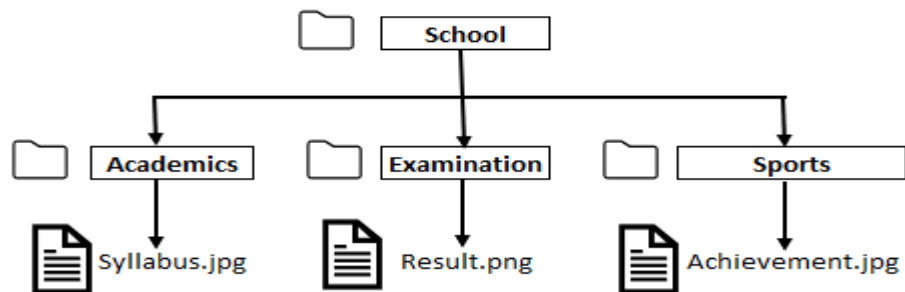 School
Academics Examination Sports
Syllabus.jpg Result.png Achievement.jpg